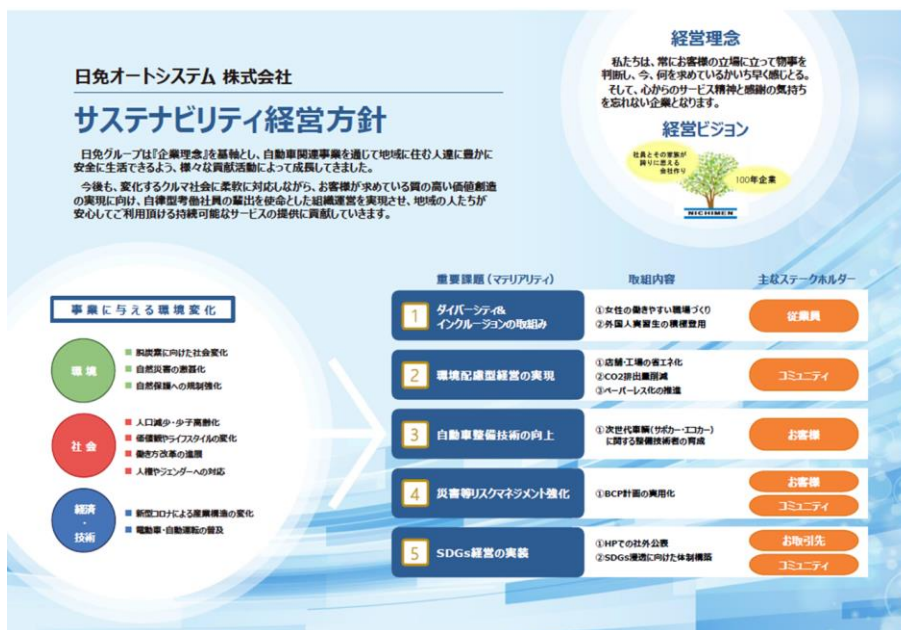 日免オートシステム 株式会社
サステナビリティ経営方針
日免グループは『企業理念』を基軸とし、自動車関連事業を通じて地域に住む人達に豊かに
安全に生活できるよう、様々な貢献活動によって成長してきました。
今後も、変化するクルマ社会に柔軟に対応しながら、お客様が求めている質の高い価値創造
の実現に向け、自律型考働社員の輩出を使命とした組織運営を実現させ、地域の人たちが
安心してご利用頂ける持続可能なサービスの提供に貢献していきます。
経営理念
私たちは、常にお客様の立場に立って物事を
判断し、今、何を求めているかいち早く感じとる。
そして、心からのサービス精神と感謝の気持ち
を忘れない企業となります。
経営ビジョン
社員とその家族が
誇りに思える
会社作り
100年企業
NICHIMEN
事業に与える環境変化
環境
脱炭素に向けた社会変化
自然災害の激甚化
自然保護への規制強化
社会
人口減少・少子高齢化
価値観やライフスタイルの変化
働き方改革の進展
人権やジェンダーへの対応
経済
・
技術
新型コロナによる産業構造の変化
電動車・自動運転の普及
重要課題(マテリアリティ)
取組内容
主なステークホルダー
1
ダイバーシティ&
インクルージョンの取組み
①女性の働きやすい職場づくり
②外国人実習生の積極登用
従業員
2
環境配慮型経営の実現
①店舗・工場の省エネ化
②CO2排出量削減
③ペーパーレス化の推進
コミュニティ
3
自動車整備技術の向上
①次世代車輌(サポカー・エコカー)
に関する整備技術者の育成
お客様
4
災害等リスクマネジメント強化
①BCP計画の実用化
お客様
コミュニティ
5
SDGs経営の実装
①HPでの社外公表
②SDGs浸透に向けた体制構築
お取引先
コミュニティ